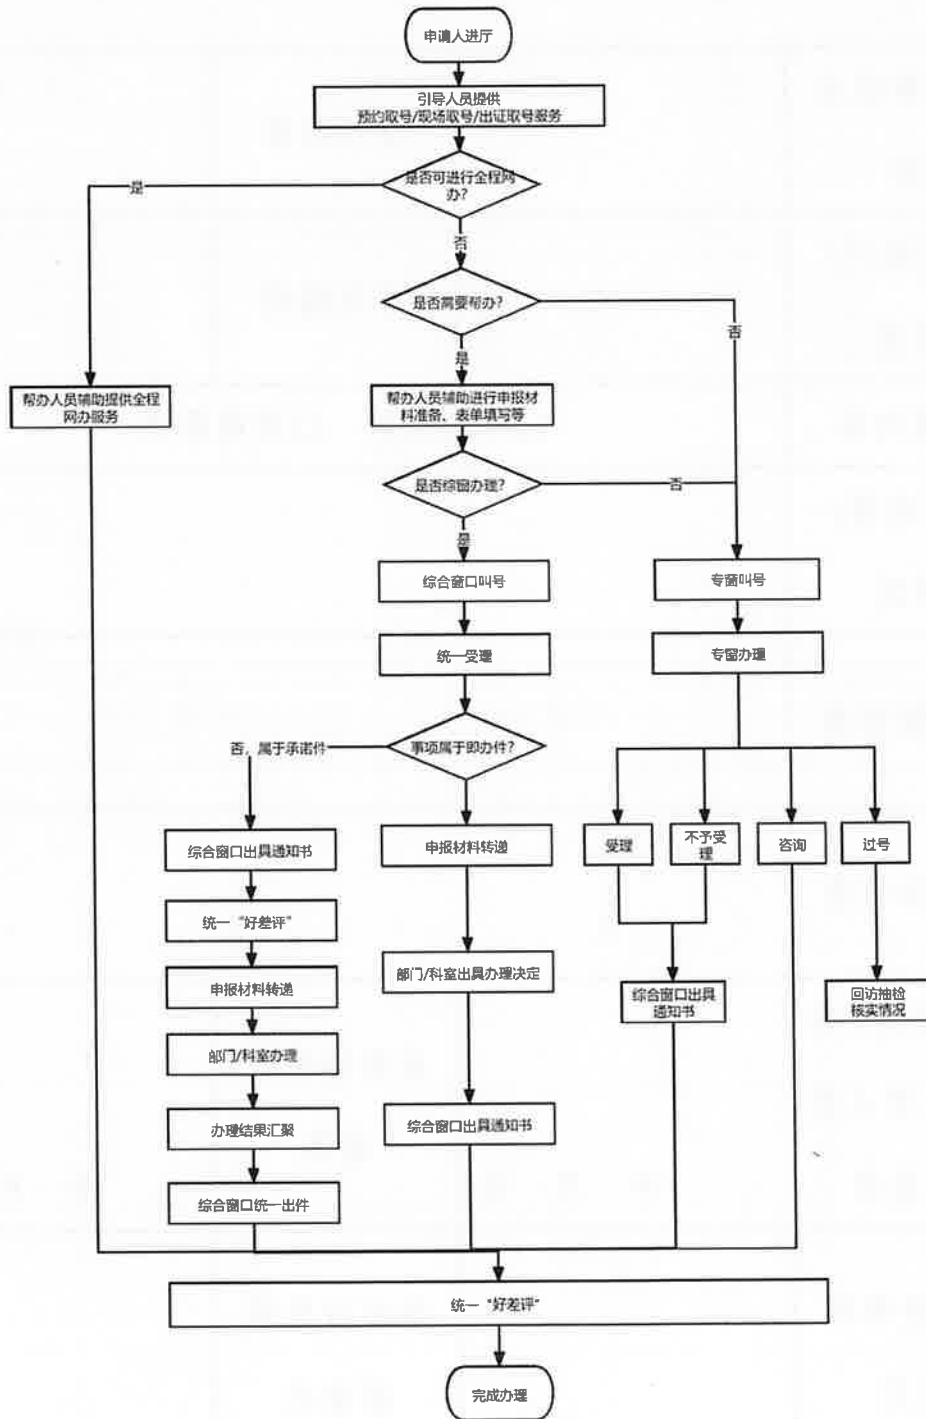 申请人进厅
引导人员提供
预约取号/现场取号/出证取号服务
是否可进行全程网
办?
是
否
是否需要帮办?
否
是
帮办人员辅助提供全程
网办服务
帮办人员辅助进行申报材
料准备、表单填写等
是否综窗办理?
否
是
综合窗口叫号
专窗叫号
统一受理
专窗办理
事项属于即办件?
否，属于承诺件
综合窗口出具通知书
申报材料转递
受理
不予受
理
咨询
过号
统一“好差评”
申报材料转递
部门/科室出具办理决定
综合窗口出具
通知书
回访抽检
核实情况
部门/科室办理
办理结果汇聚
综合窗口出具通知书
综合窗口统一出件
统一“好差评”
完成办理